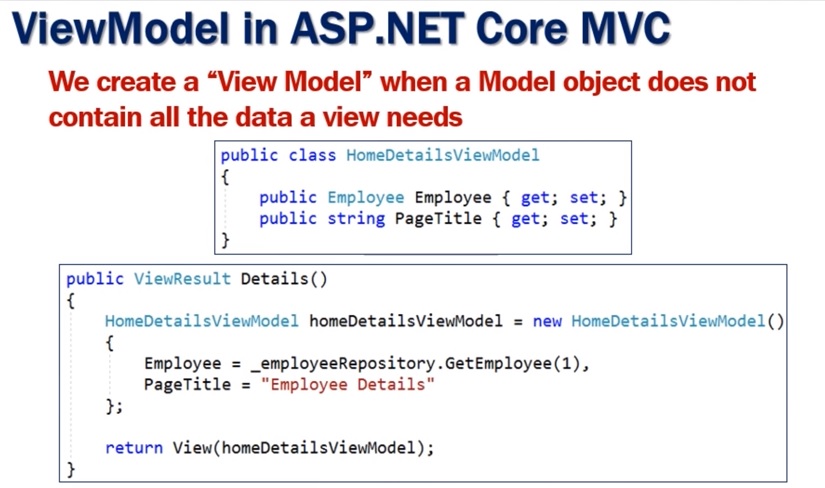 ViewModel in ASP.NET Core MVC
We create a “View Model” when a Model object does not
contain all the data a view needs
public class HomeDetailsViewModel
{
    public Employee Employee { get; set; }
    public string PageTitle { get; set; }
}
public ViewResult Details()
{
    HomeDetailsViewModel homeDetailsViewModel = new HomeDetailsViewModel()
    {
        Employee = _employeeRepository.GetEmployee(1),
        PageTitle = "Employee Details"
    };
    return View(homeDetailsViewModel);
}